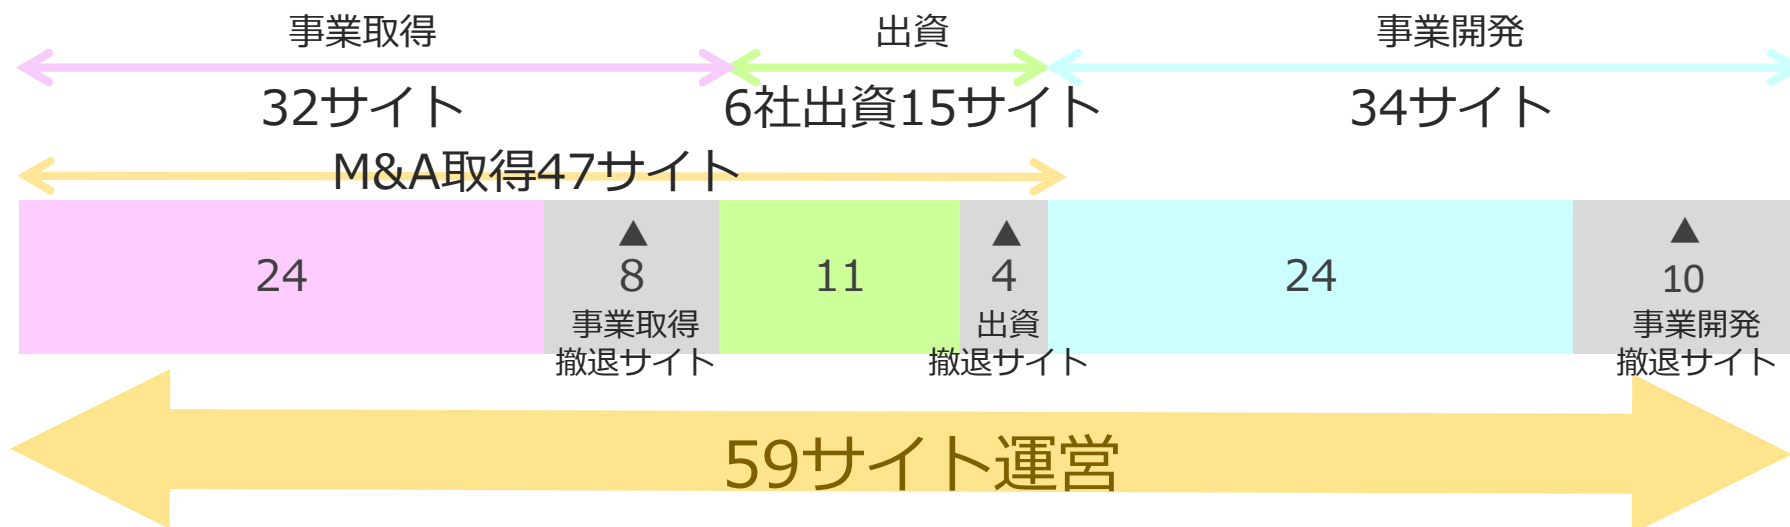 事業取得
出資
事業開発
32サイト
6社出資15サイト
34サイト
M&A取得47サイト
24
▲
8
事業取得
撤退サイト
11
▲
4
出資
撤退サイト
24
▲
10
事業開発
撤退サイト
59サイト運営